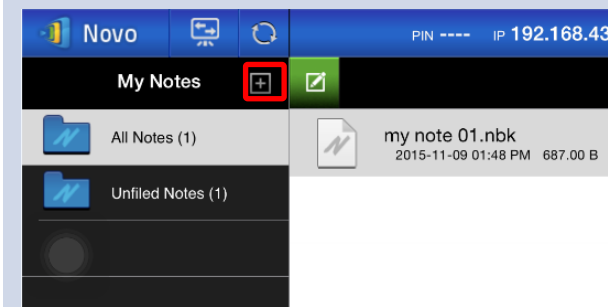 Novo
PIN ---- IP 192.168.43
My Notes
All Notes (1)
Unfiled Notes (1)
my note 01.nbk
2015-11-09 01:48 PM 687.00 B